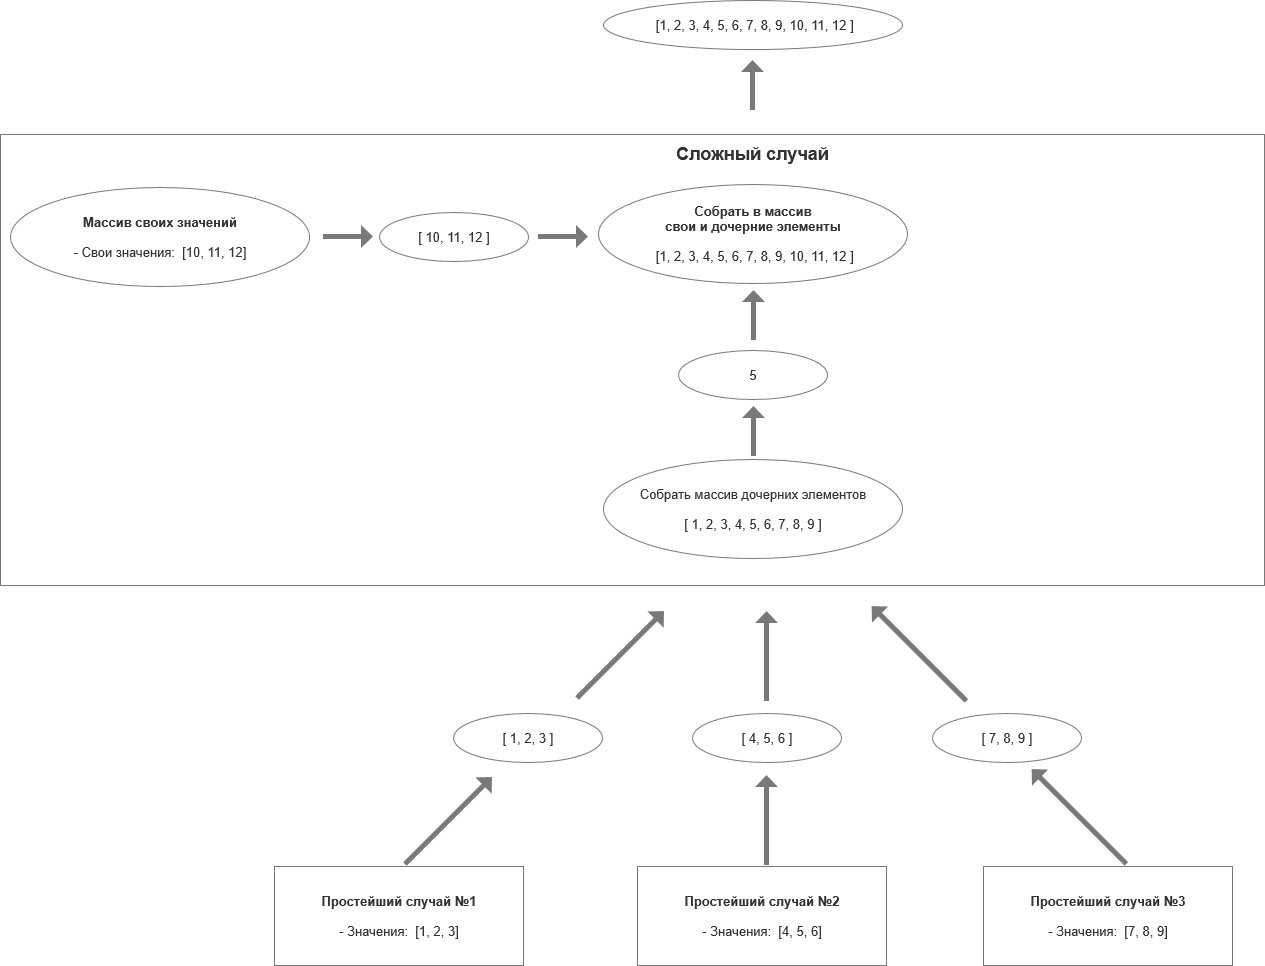 [1, 2, 3, 4, 5, 6, 7, 8, 9, 10, 11, 12 ]
Сложный случай
Массив своих значений
- Свои значения:  [10, 11, 12]
[ 10, 11, 12 ]
Собрать в массив
свои и дочерние элементы
[1, 2, 3, 4, 5, 6, 7, 8, 9, 10, 11, 12 ]
5
Собрать массив дочерних элементов
[ 1, 2, 3, 4, 5, 6, 7, 8, 9 ]
[ 1, 2, 3 ]
[ 4, 5, 6 ]
[ 7, 8, 9 ]
Простейший случай №1
- Значения:  [1, 2, 3]
Простейший случай №2
- Значения:  [4, 5, 6]
Простейший случай №3
- Значения:  [7, 8, 9]